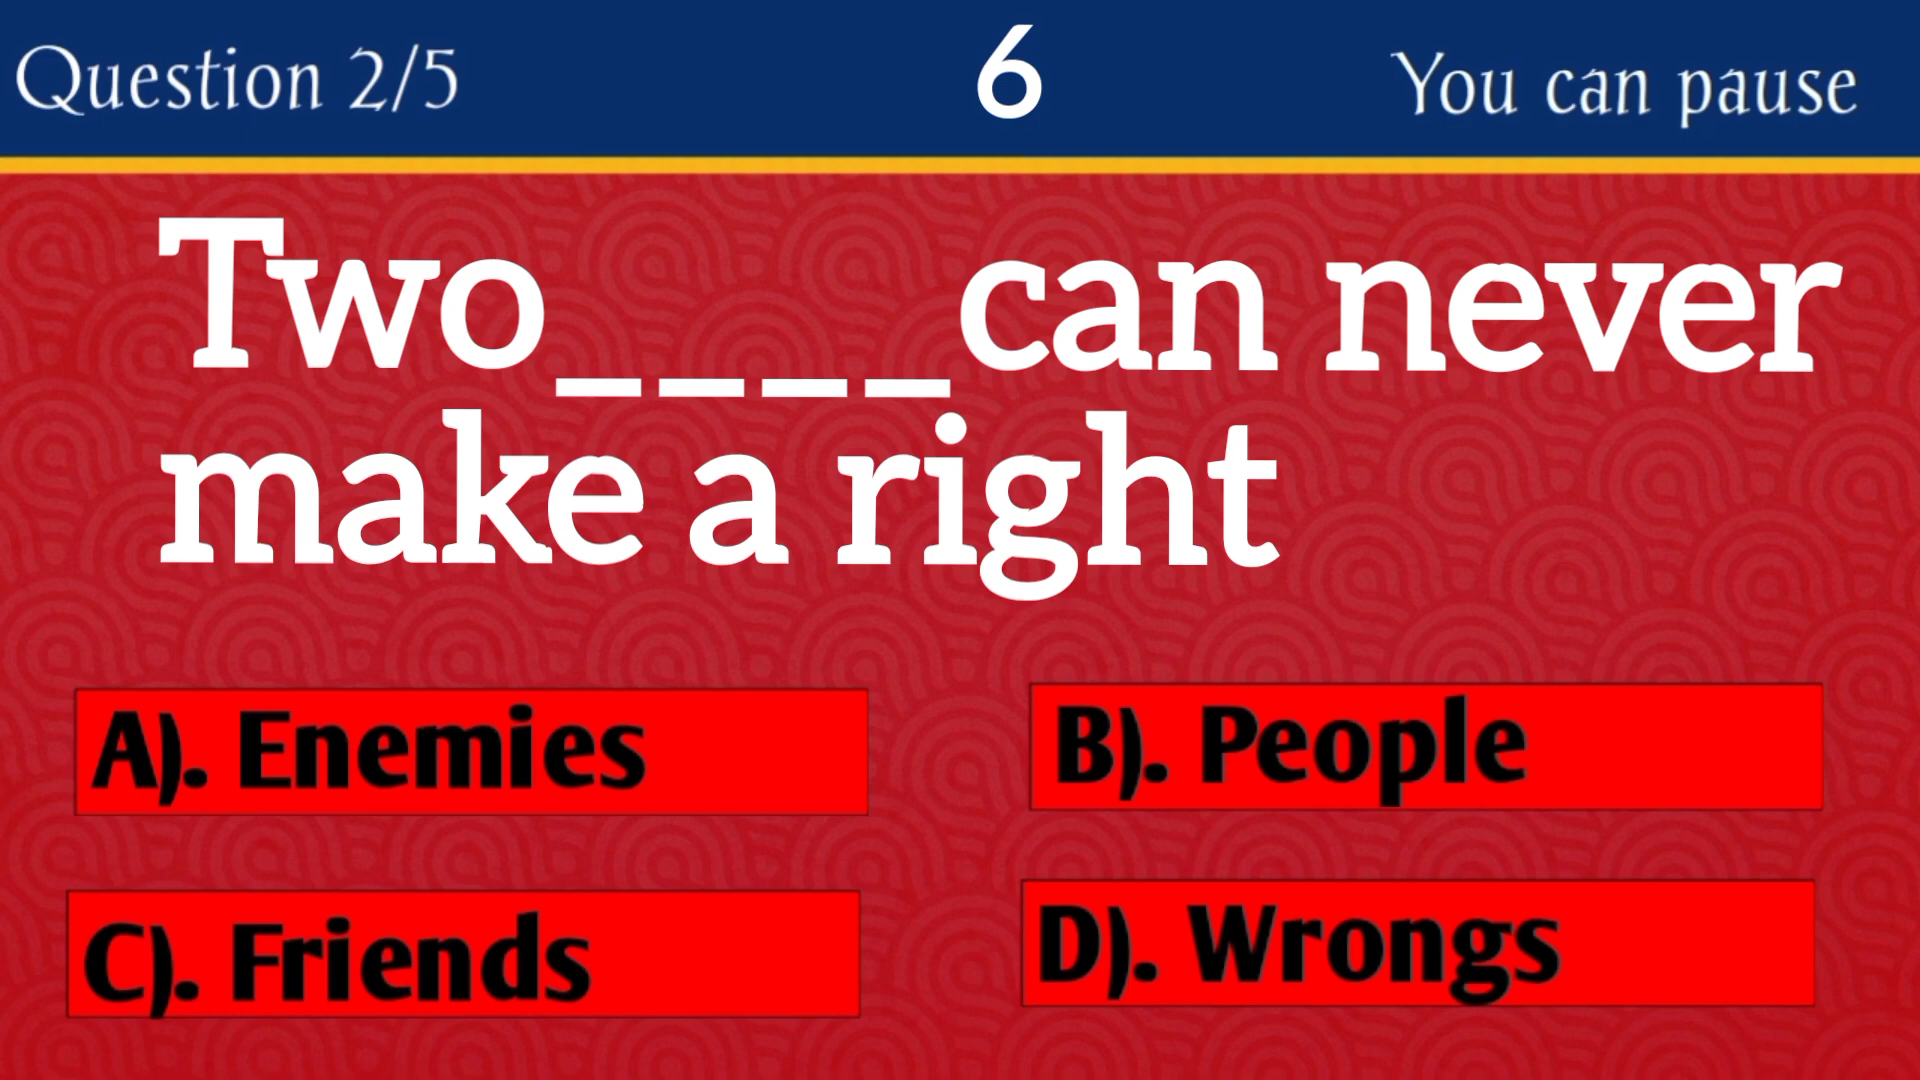 Question 2/5
6
You can pause
Two____can never
make a right
A). Enemies
B). People
C). Friends
D). Wrongs